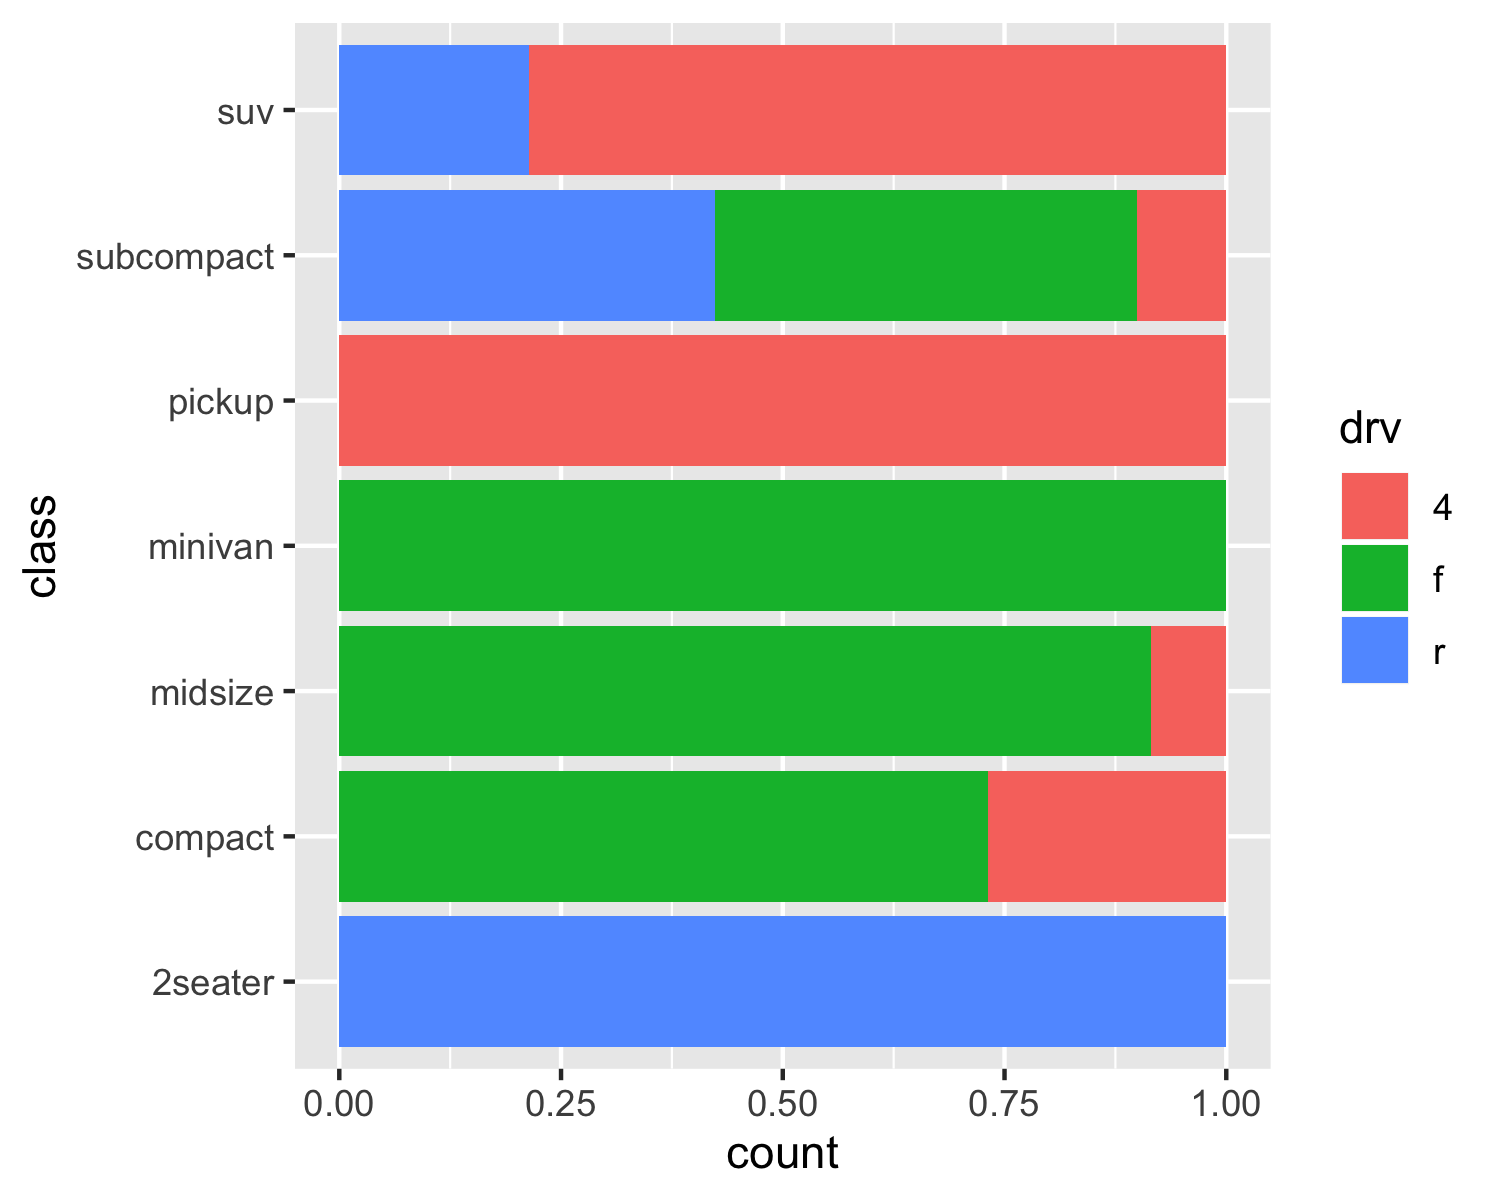 suv
subcompact
pickup
minivan
midsize
compact
2seater
class
0.00 0.25 0.50 0.75 1.00
count
drv
4
f
r